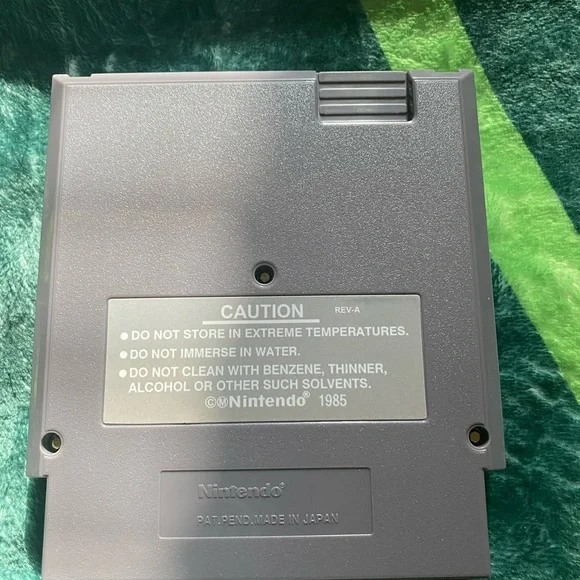 CAUTION REV-A
● DO NOT STORE IN EXTREME TEMPERATURES.
● DO NOT IMMERSE IN WATER.
● DO NOT CLEAN WITH BENZENE, THINNER,
ALCOHOL OR OTHER SUCH SOLVENTS.
©Ⓜ Nintendo® 1985
Nintendo®
PAT.PEND.MADE IN JAPAN